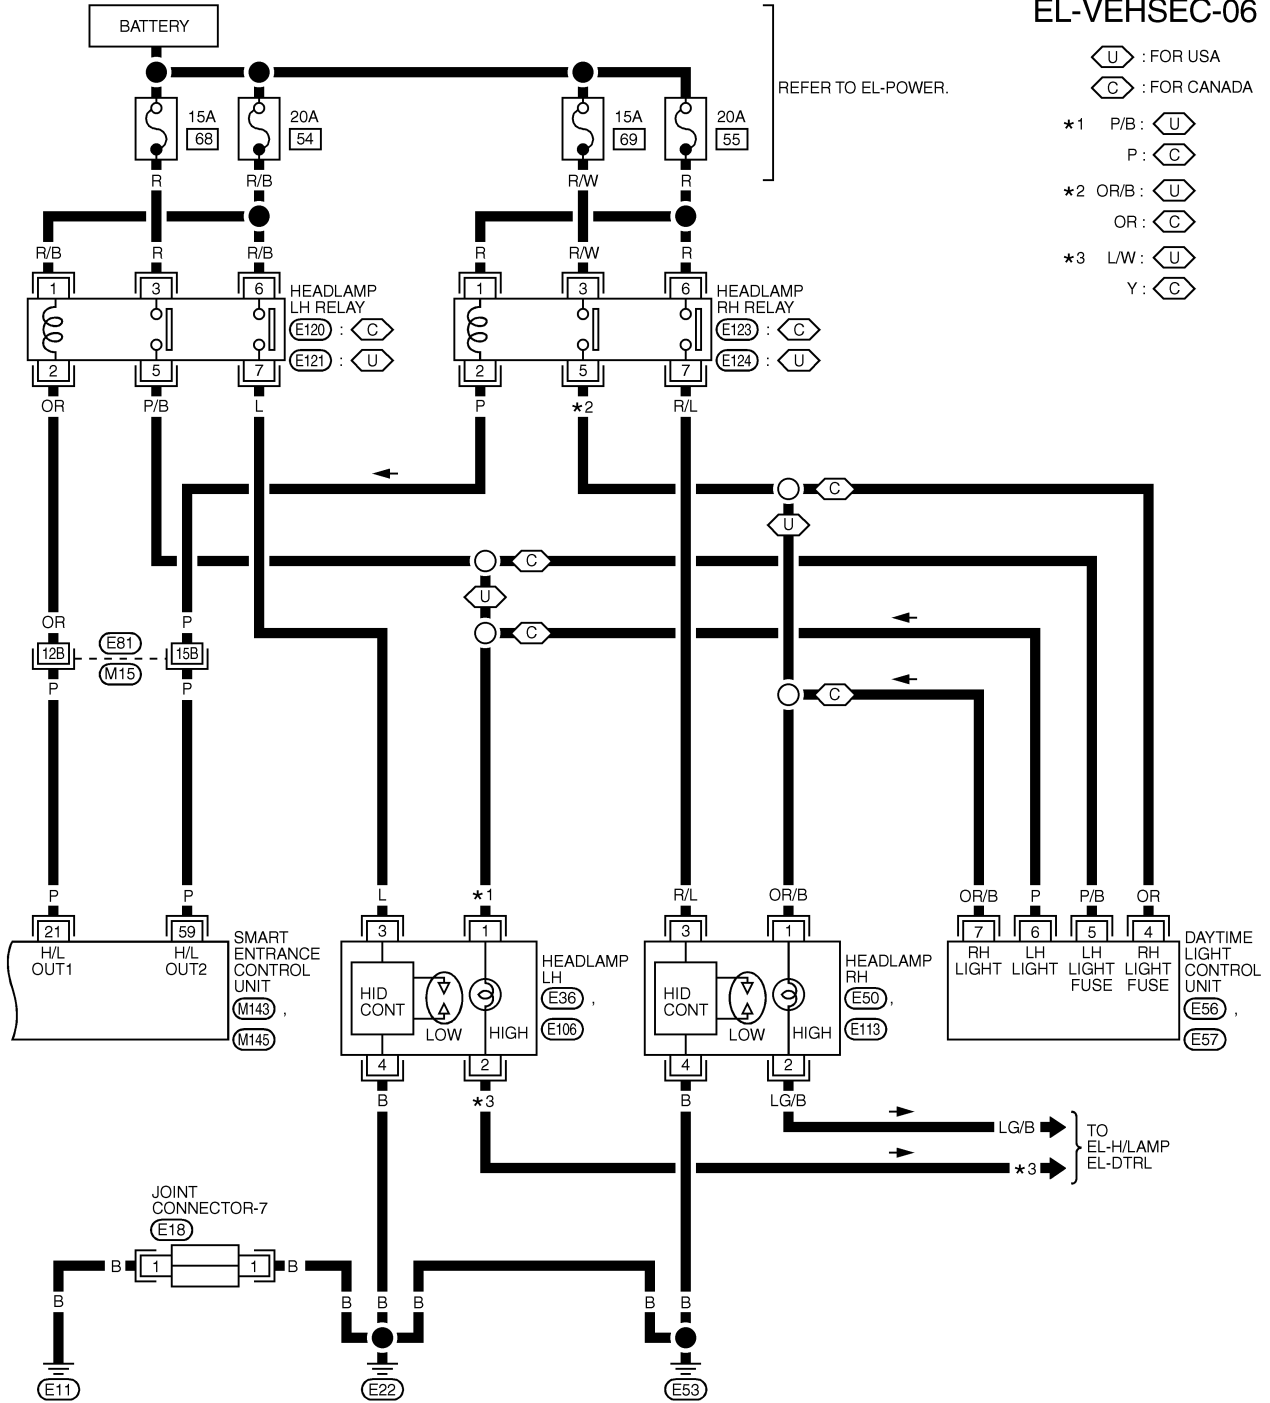 EL-VEHSEC-06
BATTERY
U : FOR USA
C : FOR CANADA
REFER TO EL-POWER.
*1 P/B : U
P : C
*2 OR/B : U
OR : C
*3 L/W : U
Y : C
15A 20A 15A 20A
68 54 69 55
R R/B R/W R
R/B R R/B R R/W R
1 3 6 1 3 6
HEADLAMP
LH RELAY
E120 : C
E121 : U
HEADLAMP
RH RELAY
E123 : C
E124 : U
2 5 7 2 5 7
OR P/B L P *2 R/L
C
U
C
U
C
C
OR P
12B E81 15B
M15
P P
P P L *1 R/L OR/B OR/B P P/B OR
21 59 3 1 3 1 7 6 5 4
H/L
OUT1
H/L
OUT2
SMART
ENTRANCE
CONTROL
UNIT
M143 ,
M145
HID
CONT
LOW
HIGH
HEADLAMP
LH
E36 ,
E106
HID
CONT
LOW
HIGH
HEADLAMP
RH
E50 ,
E113
RH
LIGHT
LH
LIGHT
LH
LIGHT
FUSE
RH
LIGHT
FUSE
DAYTIME
LIGHT
CONTROL
UNIT
E56 ,
E57
4 2 4 2
B *3 B LG/B
LG/B
*3
TO
EL-H/LAMP
EL-DTRL
JOINT
CONNECTOR-7
E18
B 1 1 B
B B B B B B
E11 E22 E53